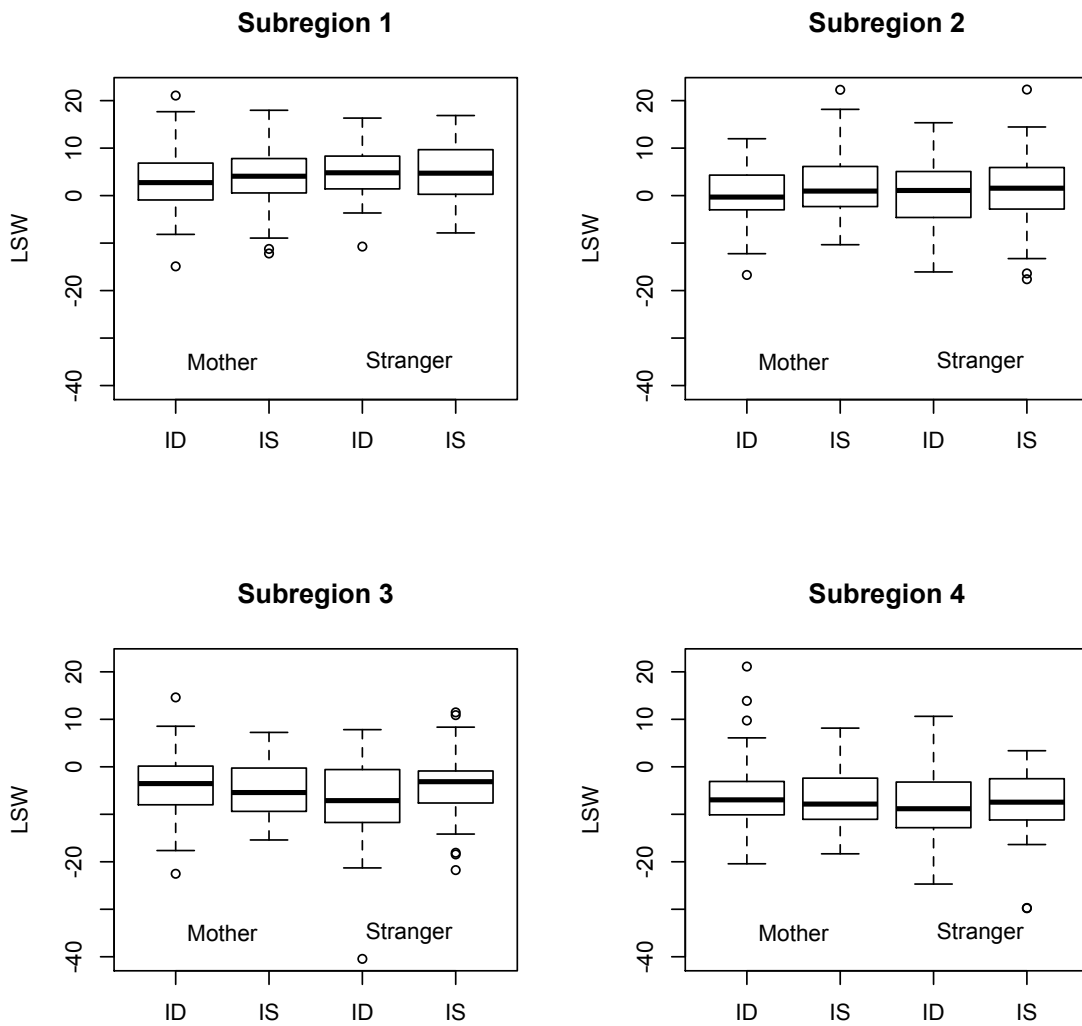 Subregion 1
LSW
20
10
0
-20
-40
Mother
Stranger
ID IS ID IS
Subregion 2
LSW
20
10
0
-20
-40
Mother
Stranger
ID IS ID IS
Subregion 3
LSW
20
10
0
-20
-40
Mother
Stranger
ID IS ID IS
Subregion 4
LSW
20
10
0
-20
-40
Mother
Stranger
ID IS ID IS